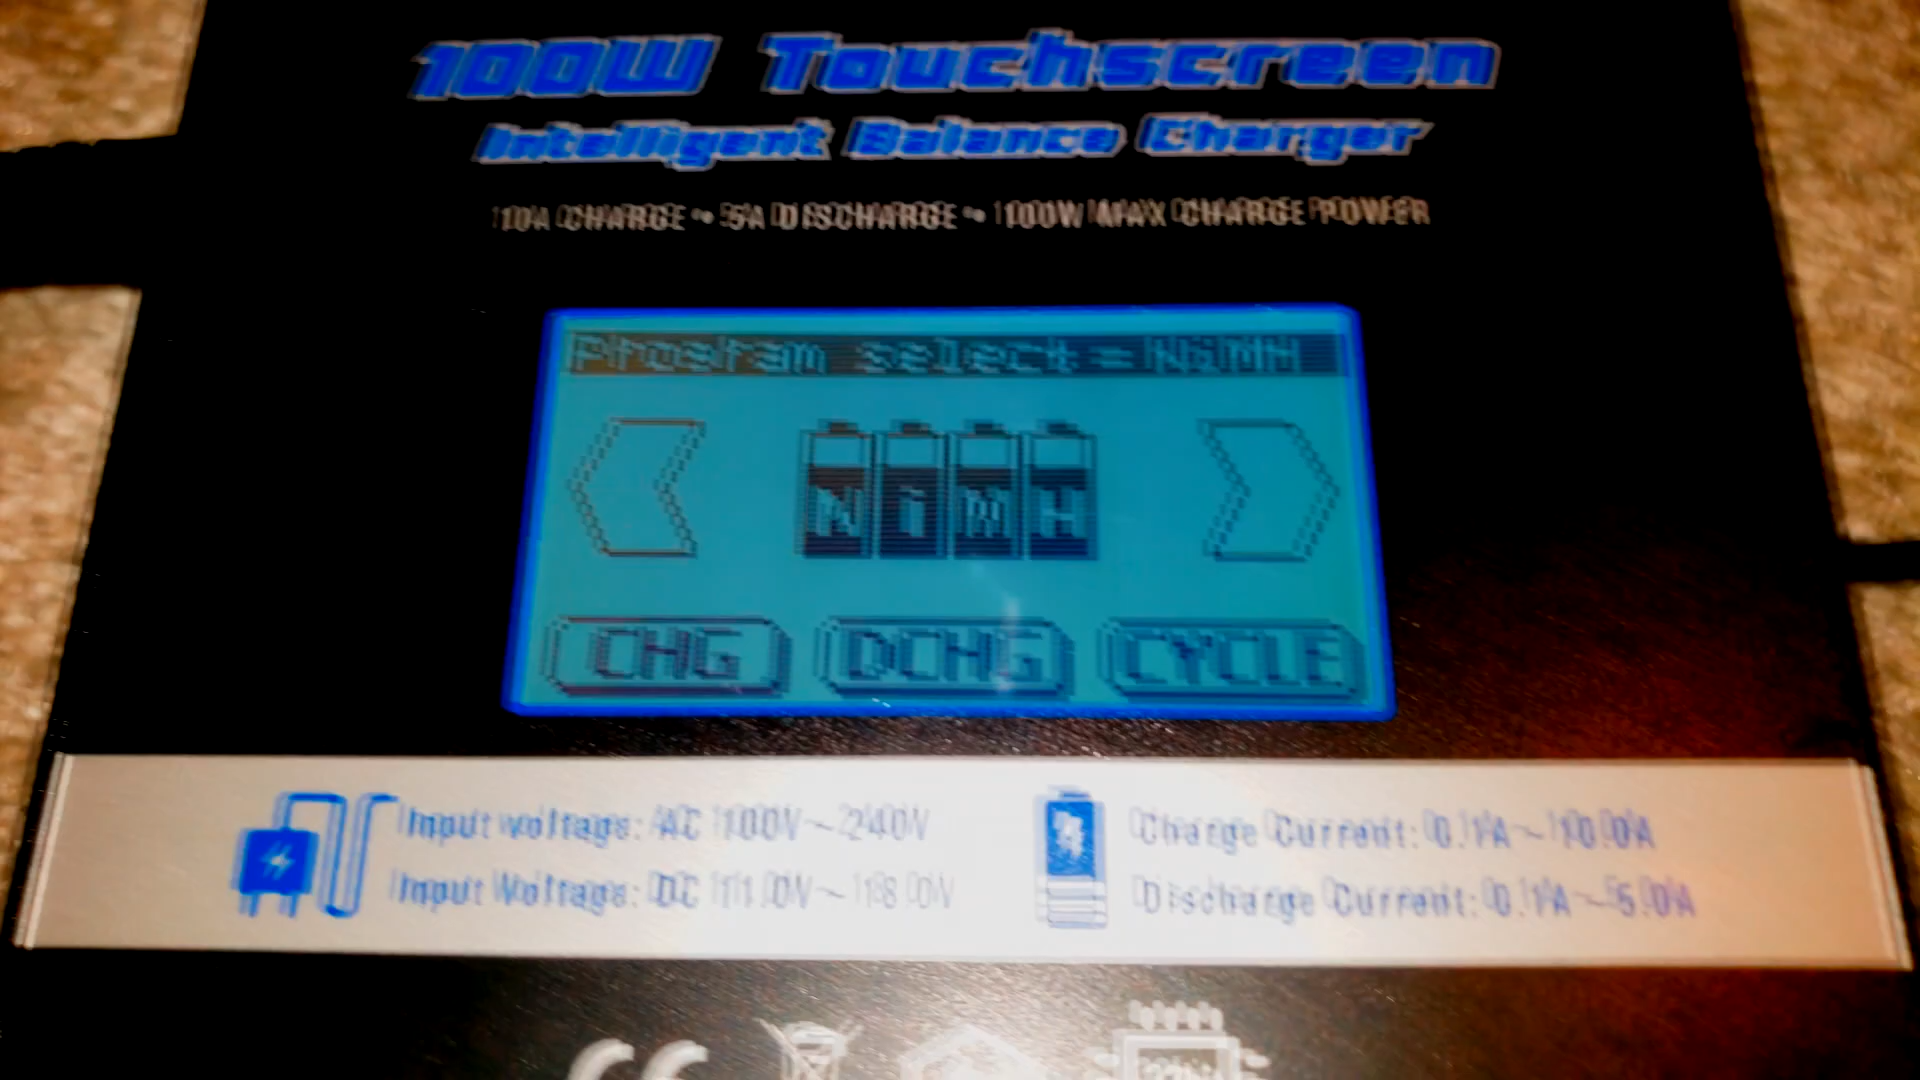 100W Touchscreen
Intelligent Balance Charger
10A CHARGE ~ 5A DISCHARGE ~ 100W MAX CHARGE POWER
Program select=NiMH
NiMH
CHG DCHG CYCLE
Input voltage: AC 100V~240V
Input Voltage: DC 11.0V~18.0V
Charge Current: 0.1A~10.0A
Discharge Current: 0.1A~5.0A
CE
32bit